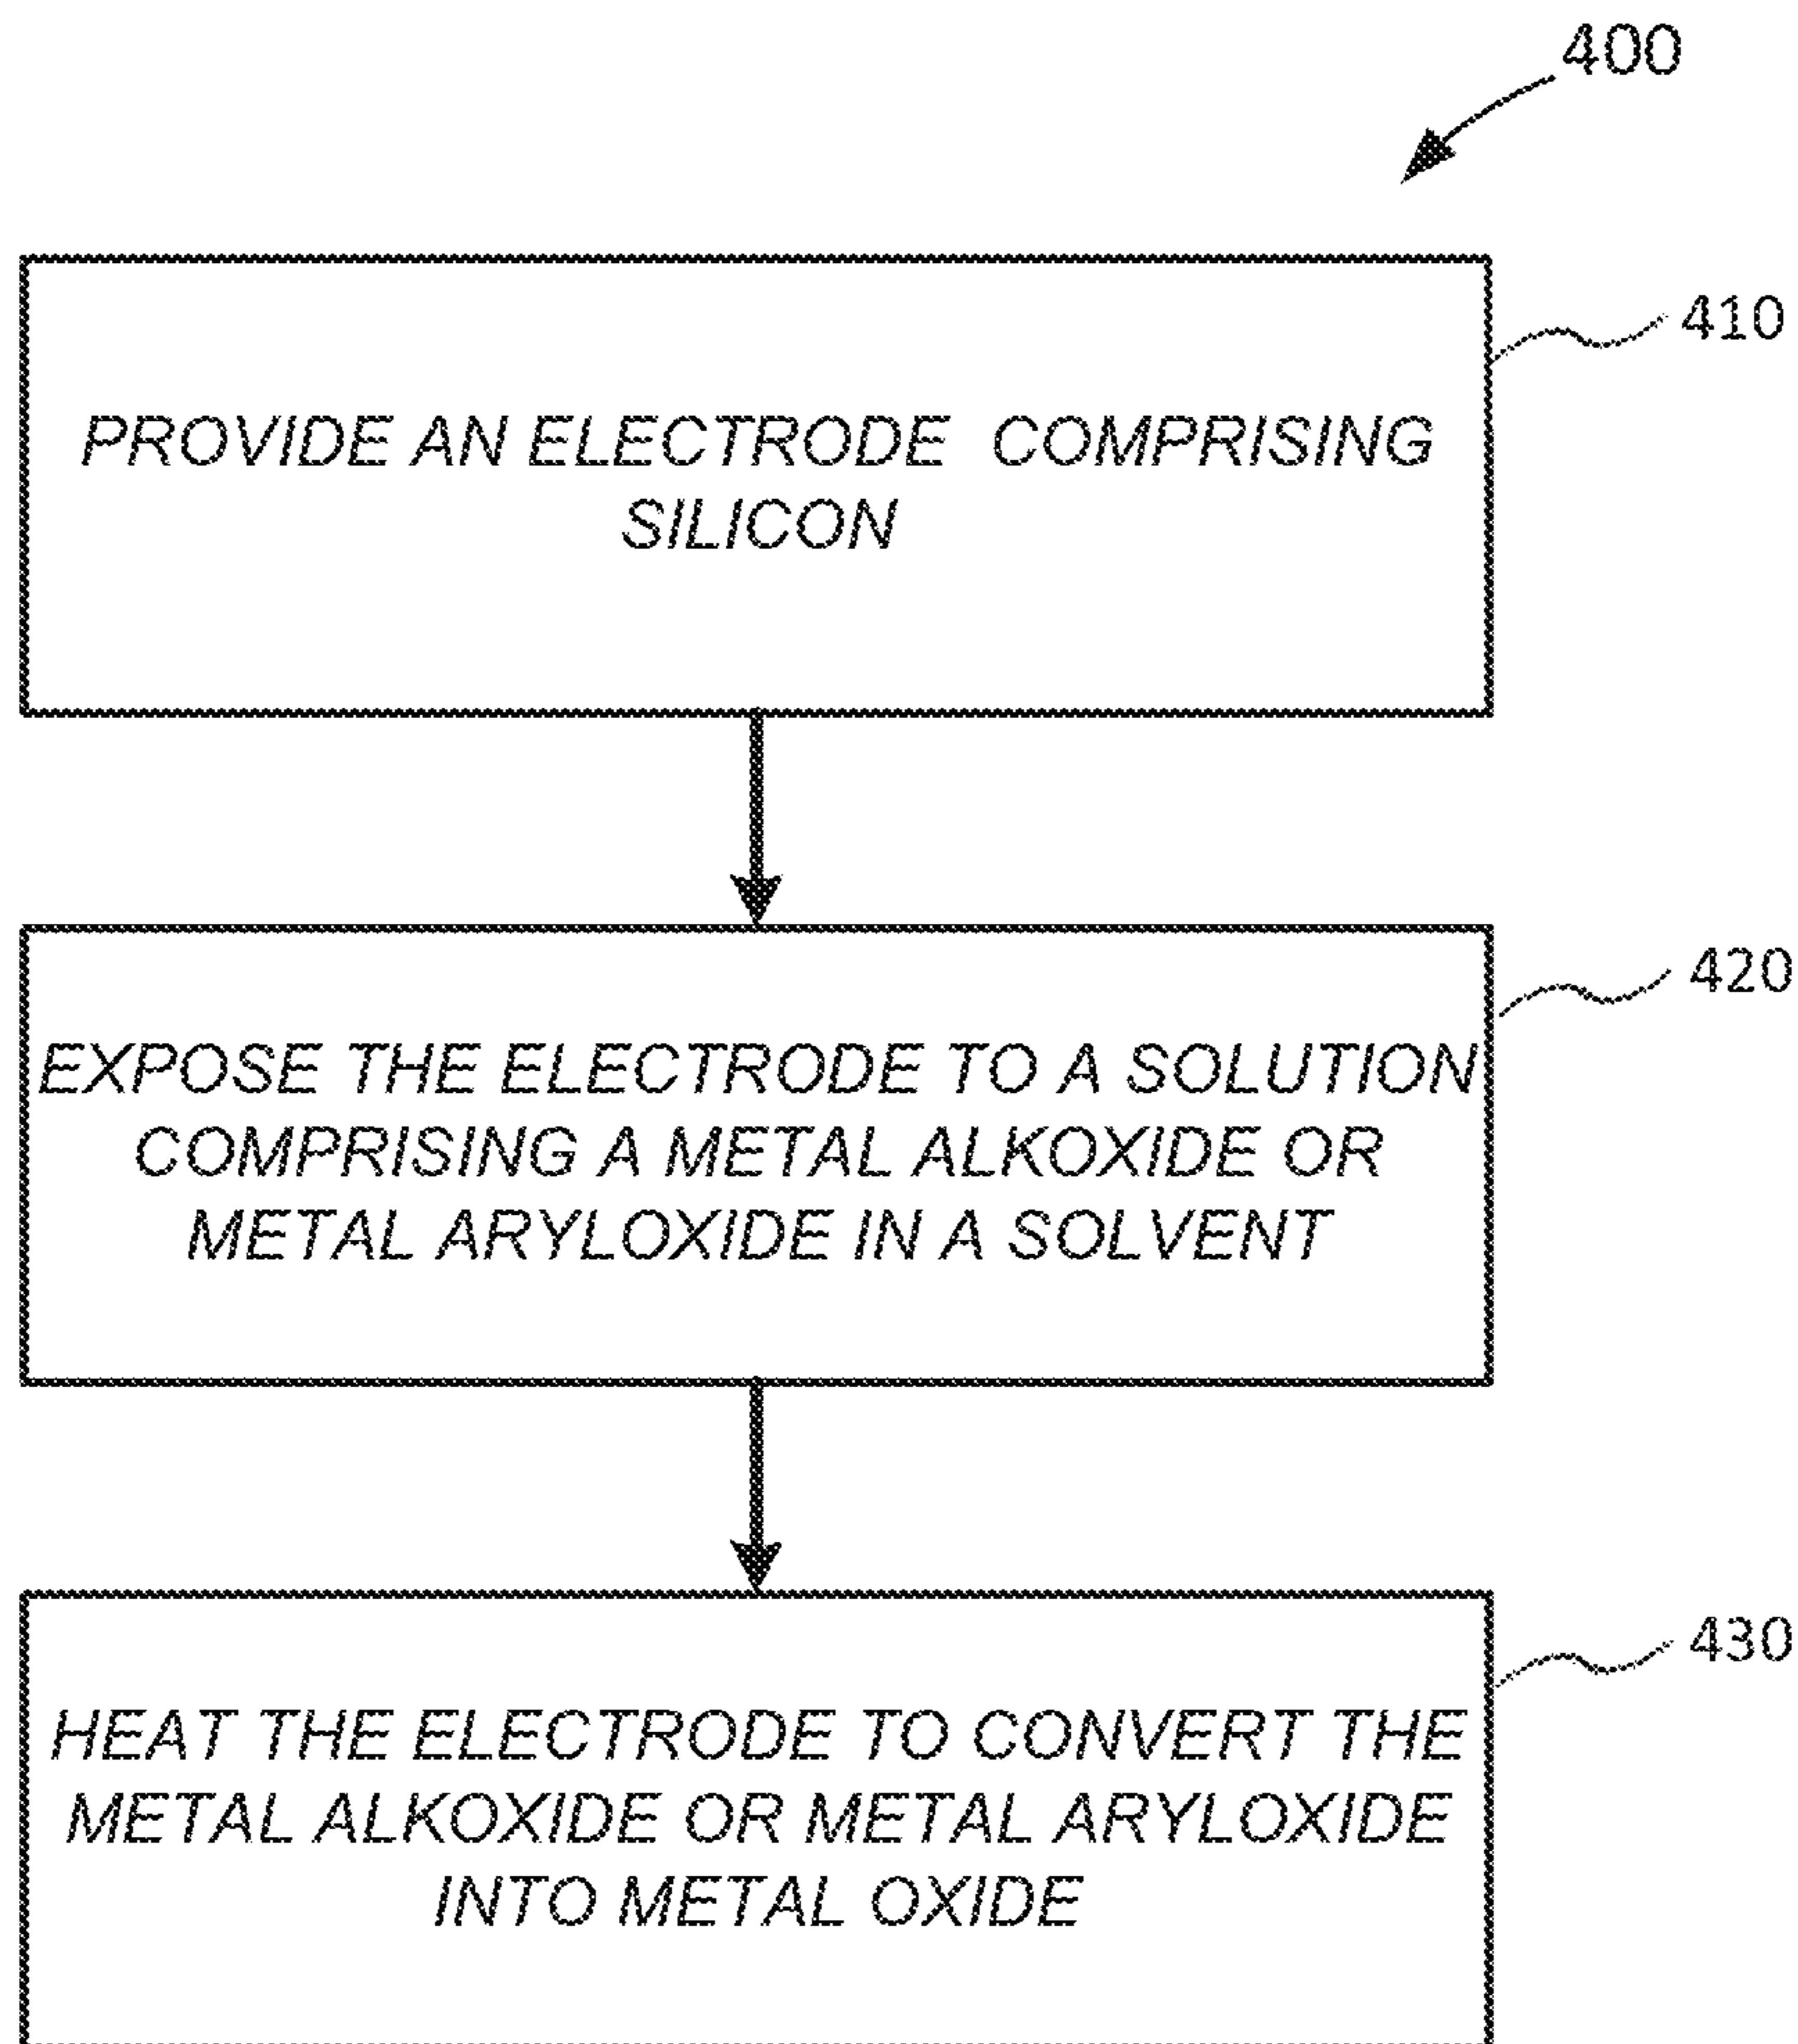 400
410
PROVIDE AN ELECTRODE COMPRISING
SILICON
420
EXPOSE THE ELECTRODE TO A SOLUTION
COMPRISING A METAL ALKOXIDE OR
METAL ARYLOXIDE IN A SOLVENT
430
HEAT THE ELECTRODE TO CONVERT THE
METAL ALKOXIDE OR METAL ARYLOXIDE
INTO METAL OXIDE